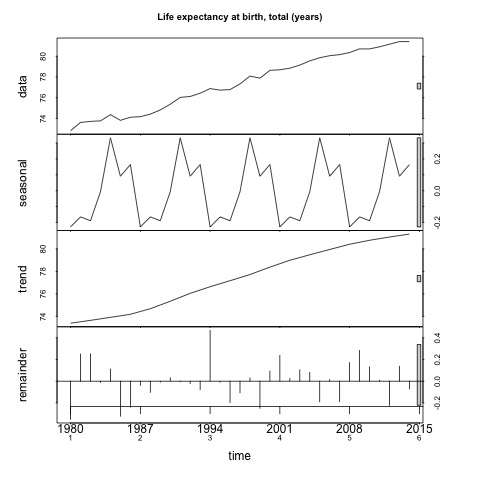 Life expectancy at birth, total (years)
data
74 76 78 80
seasonal
-0.2 0.0 0.2
trend
74 76 78 80
remainder
-0.2 0.0 0.2 0.4
1980 1987 1994 2001 2008 2015
1 2 3 4 5 6
time